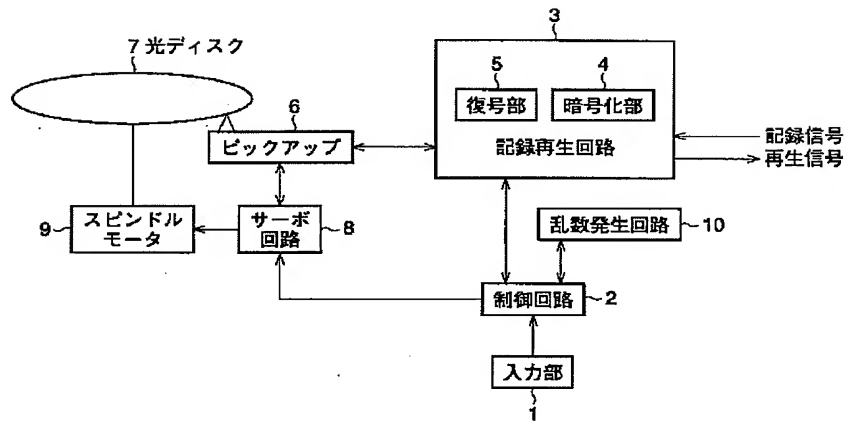 3
7 光ディスク
5
4
復号部
暗号化部
6
ピックアップ
記録再生回路
記録信号
再生信号
9
スピンドル
モータ
サーボ
回路
8
乱数発生回路
10
制御回路
2
入力部
1